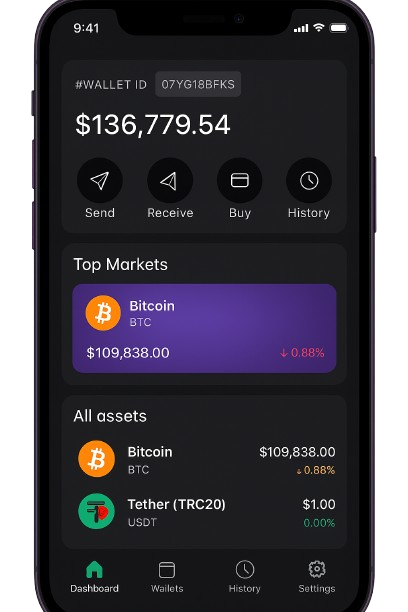 9:41
#WALLET ID 07YG18BFKS
$136,779.54
Send Receive Buy History
Top Markets
Bitcoin
BTC
$109,838.00 ↓ 0.88%
All assets
Bitcoin $109,838.00
BTC ↓ 0.88%
Tether (TRC20) $1.00
USDT 0.00%
Dashboard Wailets History Settings